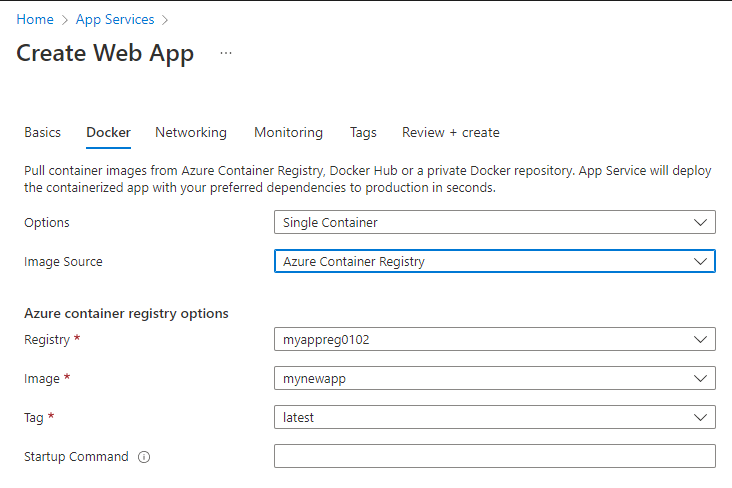 Home > App Services >
Create Web App ...
Basics Docker Networking Monitoring Tags Review + create
Pull container images from Azure Container Registry, Docker Hub or a private Docker repository. App Service will deploy
the containerized app with your preferred dependencies to production in seconds.
Options Single Container
Image Source Azure Container Registry
Azure container registry options
Registry * myappreg0102
Image * mynewapp
Tag * latest
Startup Command